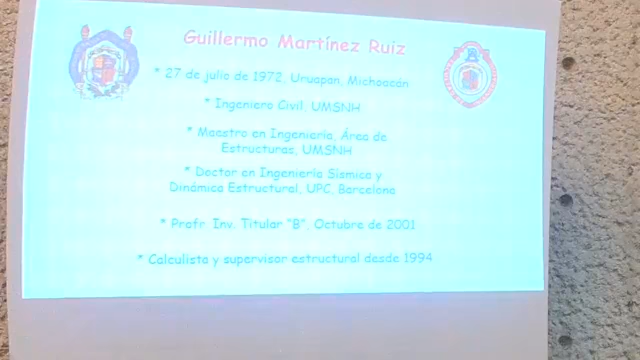 Guillermo Martínez Ruiz
* 27 de julio de 1972, Uruapan, Michoacán
* Ingeniero Civil, UMSNH
* Maestro en Ingeniería, Área de
Estructuras, UMSNH
* Doctor en Ingeniería Sísmica y
Dinámica Estructural, UPC, Barcelona
* Profr. Inv. Titular "B", Octubre de 2001
* Calculista y supervisor estructural desde 1994